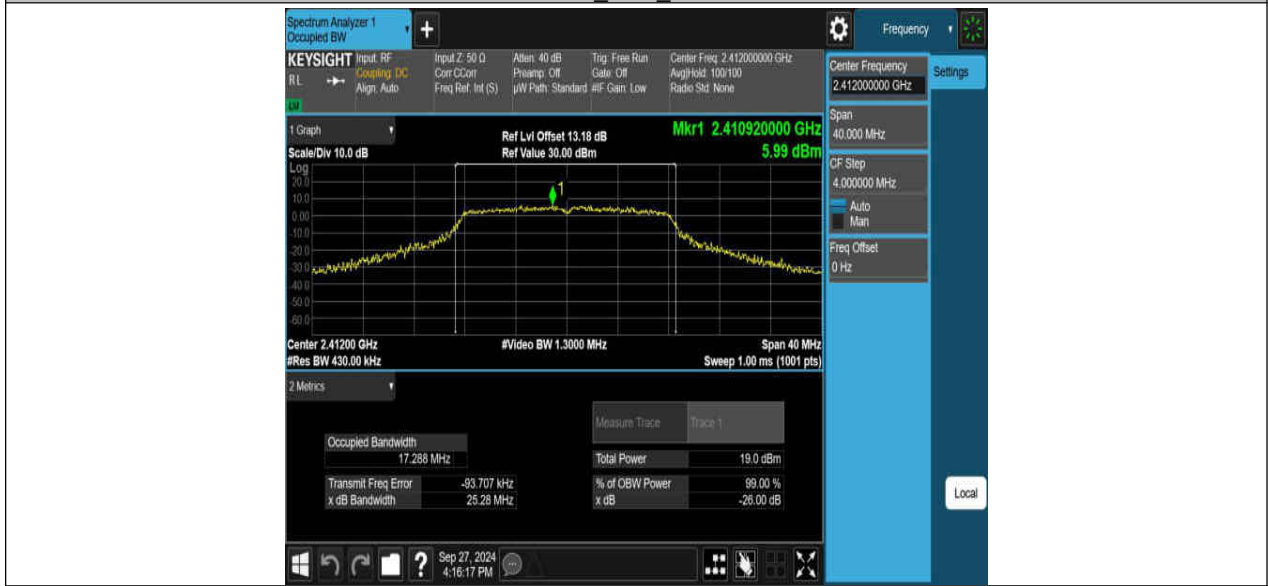 Spectrum Analyzer 1
Occupied BW
+
Frequency
KEYSIGHT
RL
LM
Input: RF
Coupling: DC
Align: Auto
Input Z: 50 Ω
Corr CCorr
Freq Ref: Int (S)
Atten: 40 dB
Preamp: Off
µW Path: Standard
Trig: Free Run
Gate: Off
#IF Gain: Low
Center Freq: 2.412000000 GHz
Avg|Hold: 100/100
Radio Std: None
Center Frequency
2.412000000 GHz
Settings
Span
40.000 MHz
CF Step
4.000000 MHz
Auto
Man
Freq Offset
0 Hz
1 Graph
Scale/Div 10.0 dB
Ref Lvl Offset 13.18 dB
Ref Value 30.00 dBm
Mkr1 2.410920000 GHz
5.99 dBm
Log
20.0
10.0
0.00
-10.0
-20.0
-30.0
-40.0
-50.0
-60.0
1
Center 2.41200 GHz
#Video BW 1.3000 MHz
Span 40 MHz
#Res BW 430.00 kHz
Sweep 1.00 ms (1001 pts)
2 Metrics
Measure Trace
Trace 1
Occupied Bandwidth
17.288 MHz
Total Power
19.0 dBm
Transmit Freq Error
-93.707 kHz
% of OBW Power
99.00 %
x dB Bandwidth
25.28 MHz
x dB
-26.00 dB
Local
?
Sep 27, 2024
4:16:17 PM